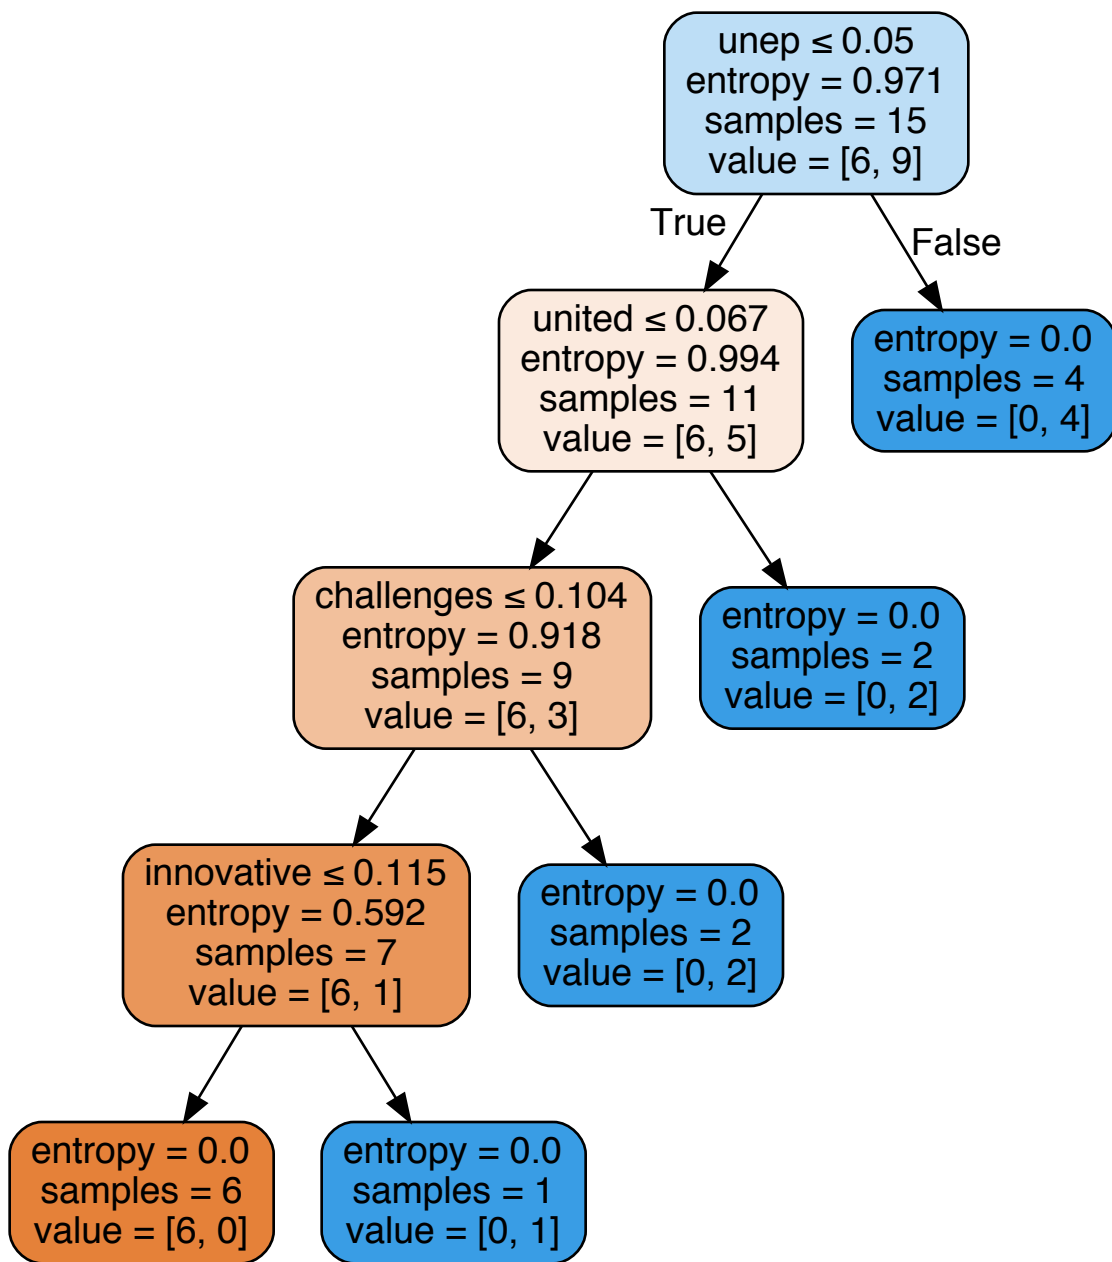 unep ≤ 0.05
entropy = 0.971
samples = 15
value = [6, 9]
True
False
united ≤ 0.067
entropy = 0.994
samples = 11
value = [6, 5]
entropy = 0.0
samples = 4
value = [0, 4]
challenges ≤ 0.104
entropy = 0.918
samples = 9
value = [6, 3]
entropy = 0.0
samples = 2
value = [0, 2]
innovative ≤ 0.115
entropy = 0.592
samples = 7
value = [6, 1]
entropy = 0.0
samples = 2
value = [0, 2]
entropy = 0.0
samples = 6
value = [6, 0]
entropy = 0.0
samples = 1
value = [0, 1]